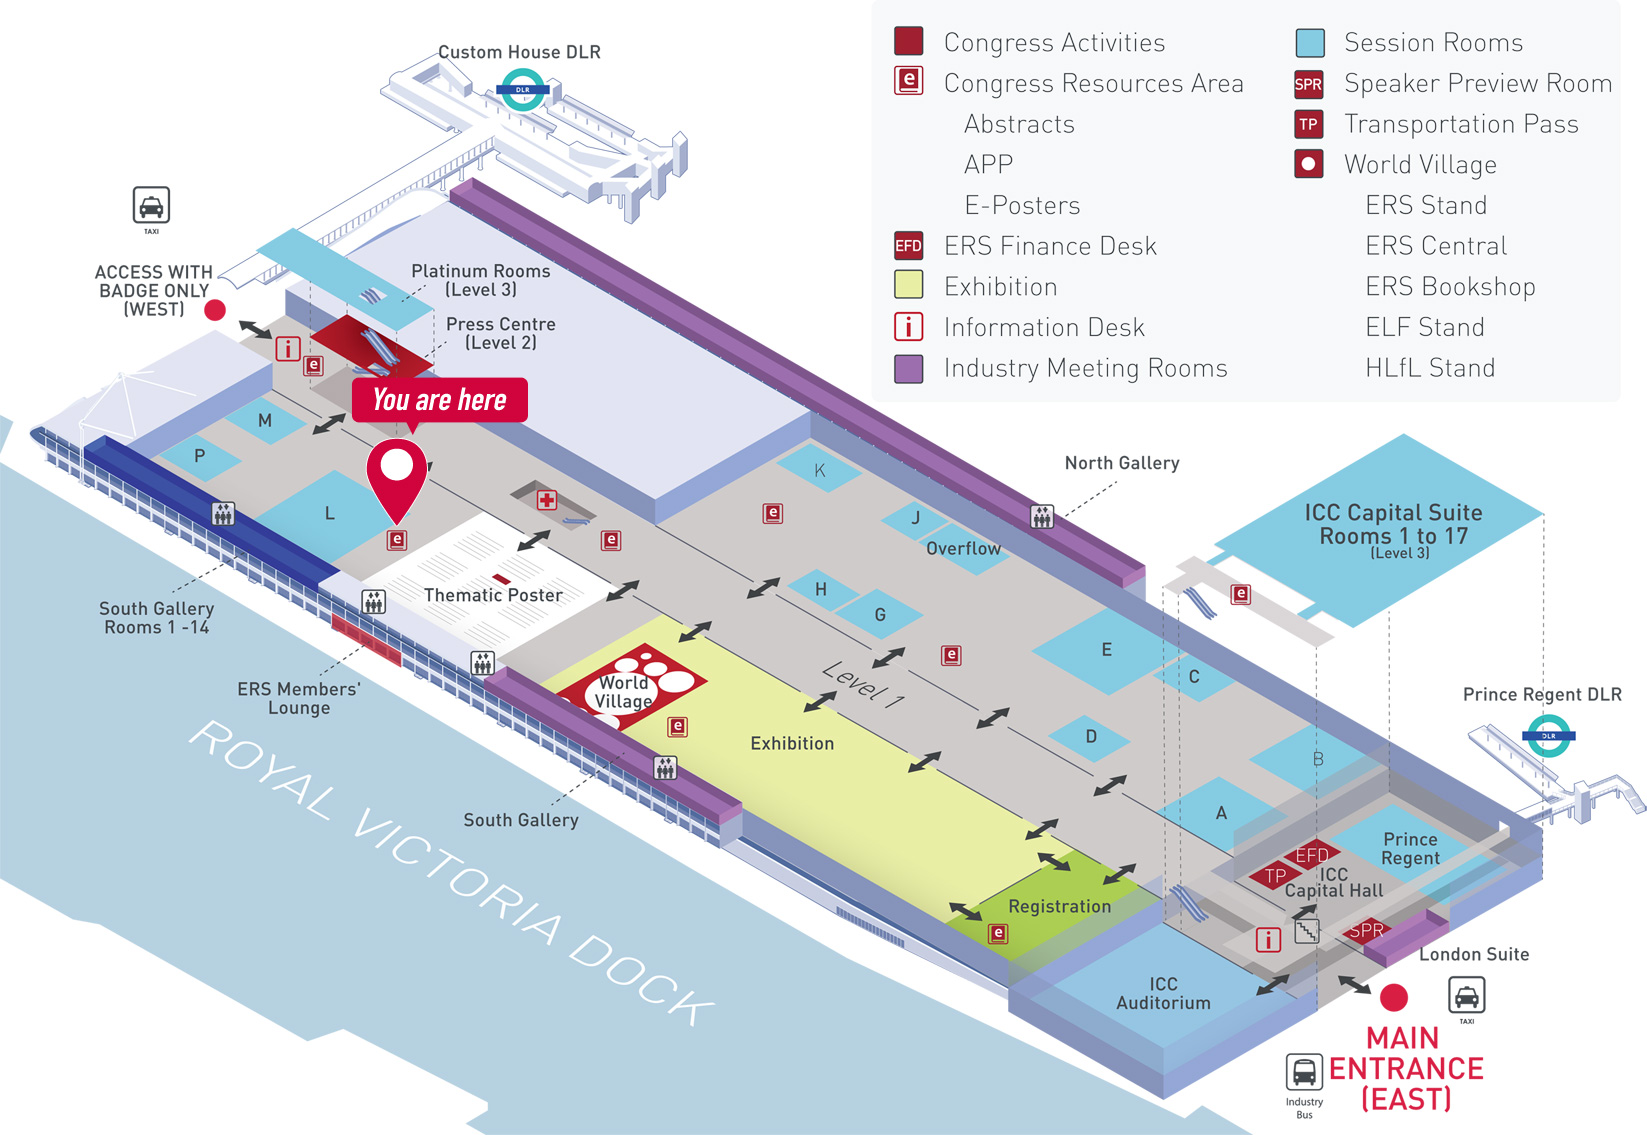 Custom House DLR
DLR
TAXI
ACCESS WITH
BADGE ONLY
(WEST)
Platinum Rooms
(Level 3)
Press Centre
(Level 2)
i
e
You are here
Congress Activities
e Congress Resources Area
Abstracts
APP
E-Posters
EFD ERS Finance Desk
Exhibition
i Information Desk
Industry Meeting Rooms
Session Rooms
SPR Speaker Preview Room
TP Transportation Pass
World Village
ERS Stand
ERS Central
ERS Bookshop
ELF Stand
HLfL Stand
M
P
L
e
K
e
e
J
Overflow
North Gallery
ICC Capital Suite
Rooms 1 to 17
(Level 3)
e
Thematic Poster
South Gallery
Rooms 1 -14
ERS Members'
Lounge
H
G
E
C
e
Level 1
D
B
A
World
Village
e
Exhibition
South Gallery
Prince Regent DLR
DLR
Prince
Regent
EFD
TP
ICC
Capital Hall
SPR
i
Registration
e
London Suite
ICC
Auditorium
TAXI
MAIN
ENTRANCE
(EAST)
Industry
Bus
ROYAL VICTORIA DOCK